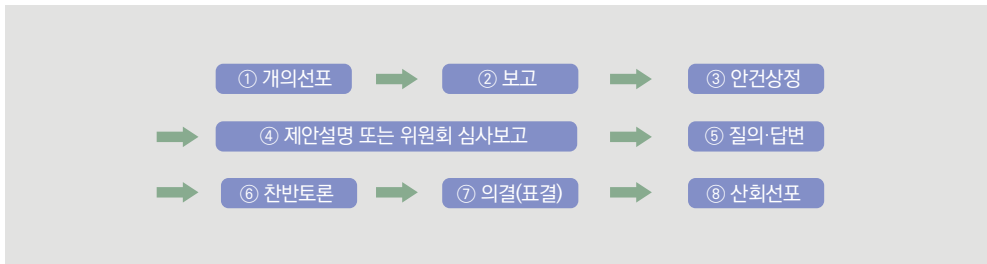 ① 개의선포 ② 보고 ③ 안건상정
④ 제안설명 또는 위원회 심사보고 ⑤ 질의·답변
⑥ 찬반토론 ⑦ 의결(표결) ⑧ 산회선포